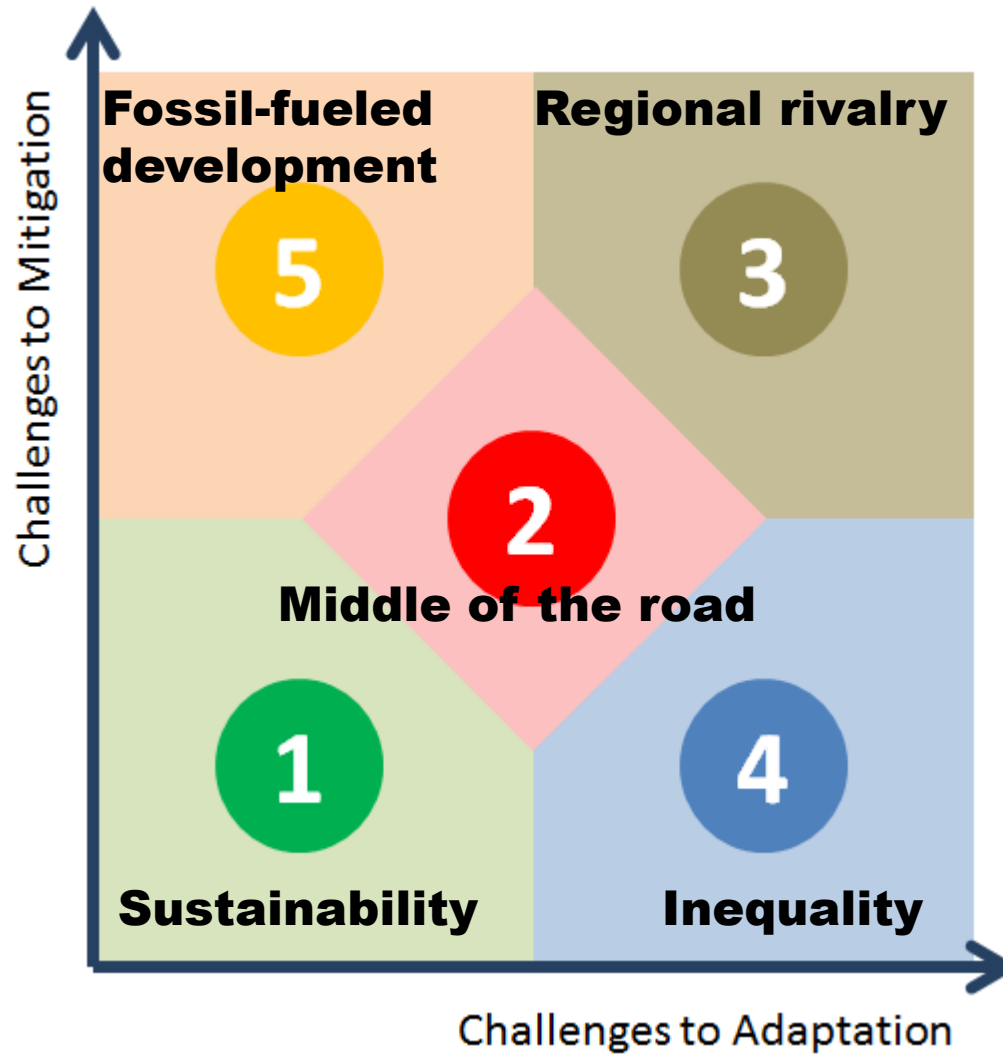 Challenges to Mitigation
Fossil-fueled
development
Regional rivalry
5
3
2
Middle of the road
1
4
Sustainability
Inequality
Challenges to Adaptation